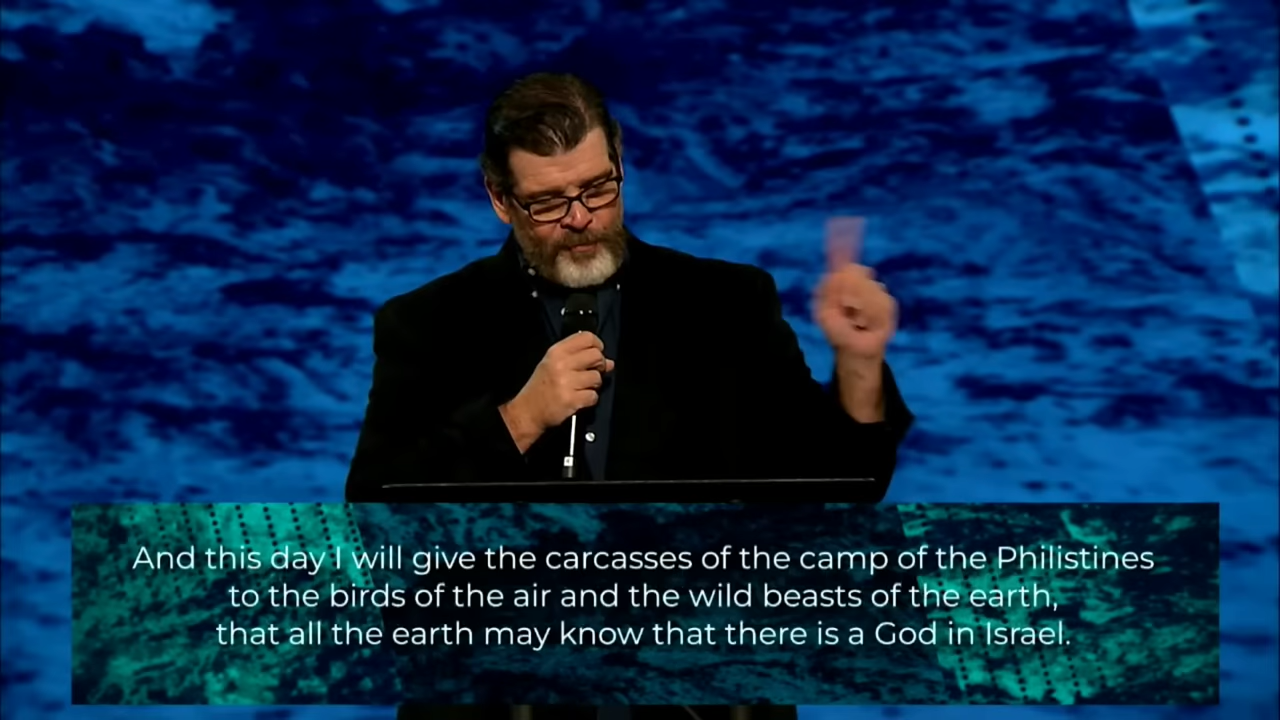 And this day I will give the carcasses of the camp of the Philistines
to the birds of the air and the wild beasts of the earth,
that all the earth may know that there is a God in Israel.